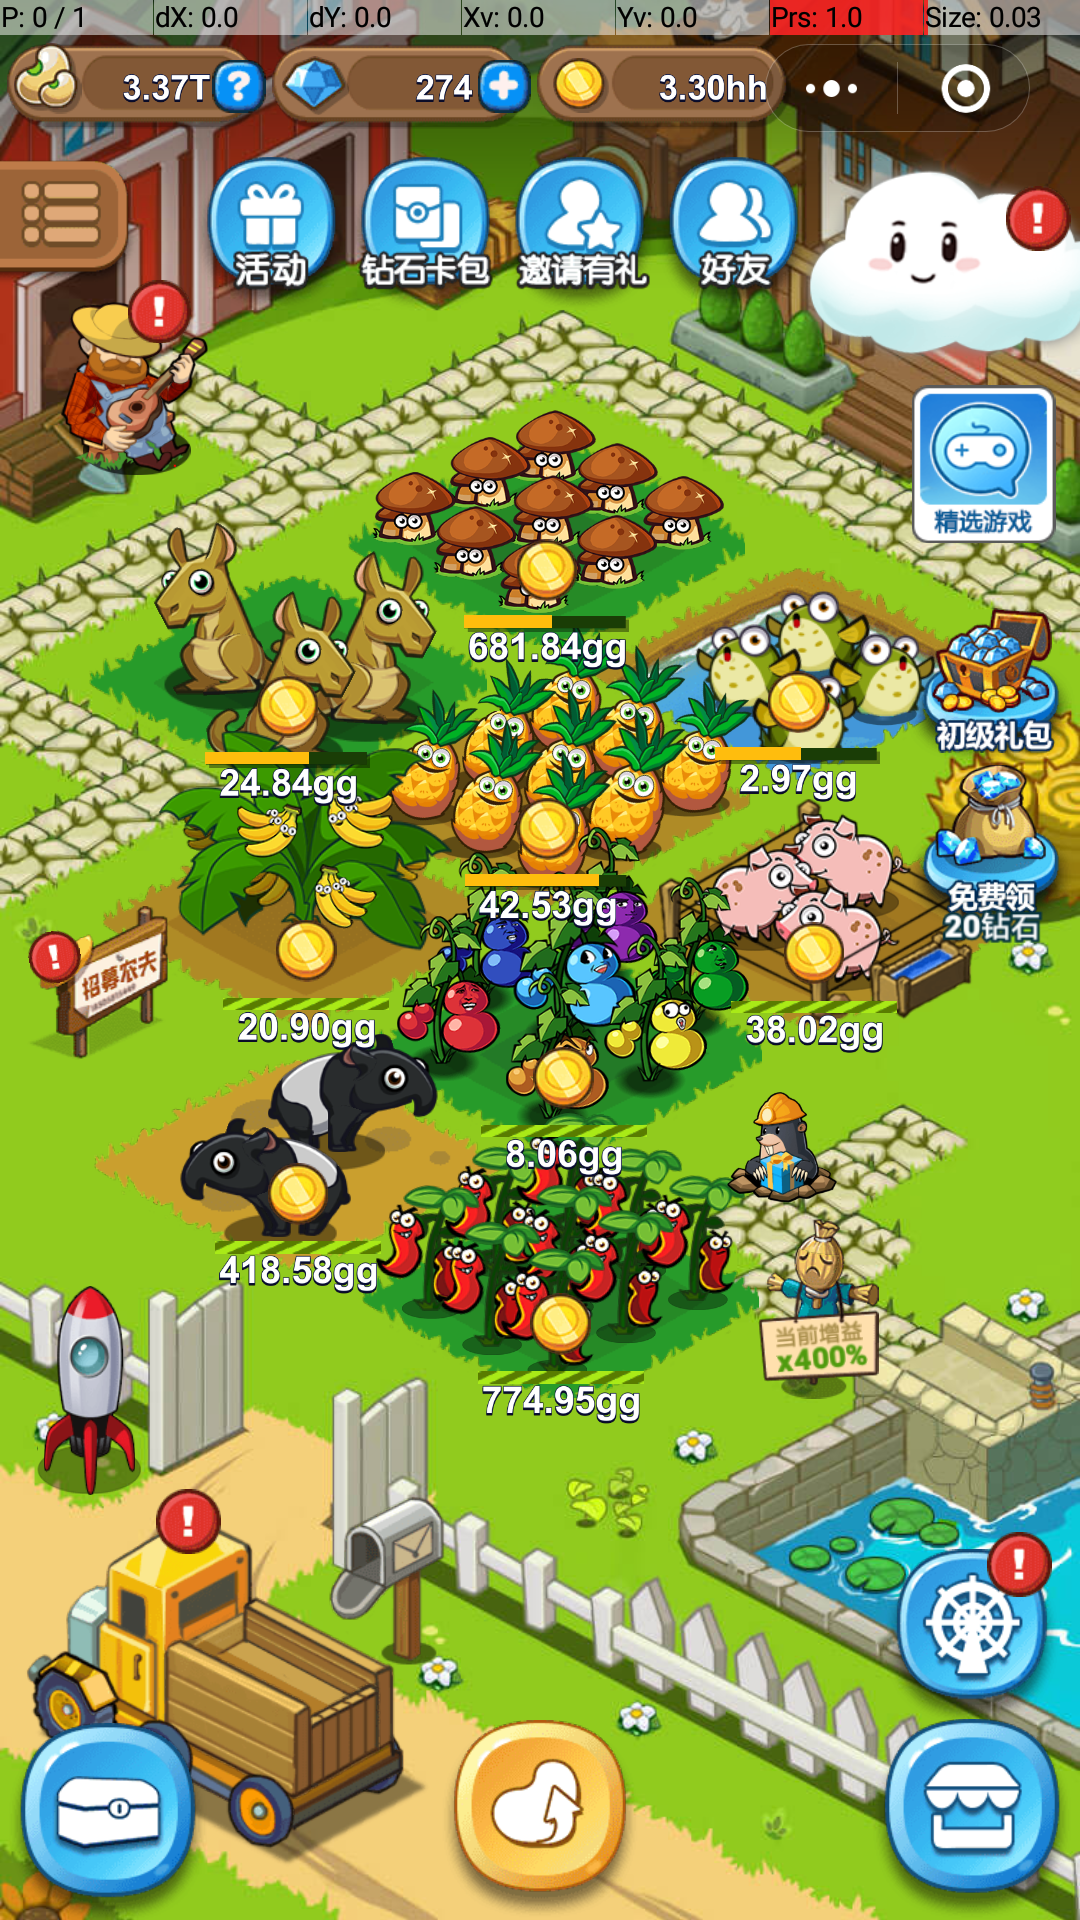 P: 0 / 1
dX: 0.0
dY: 0.0
Xv: 0.0
Yv: 0.0
Prs: 1.0
Size: 0.03
3.37T
274
3.30hh
活动
钻石卡包
邀请有礼
好友
精选游戏
681.84gg
初级礼包
24.84gg
2.97gg
42.53gg
免费领
20钻石
招募农夫
20.90gg
38.02gg
8.06gg
418.58gg
当前增益
x400%
774.95gg